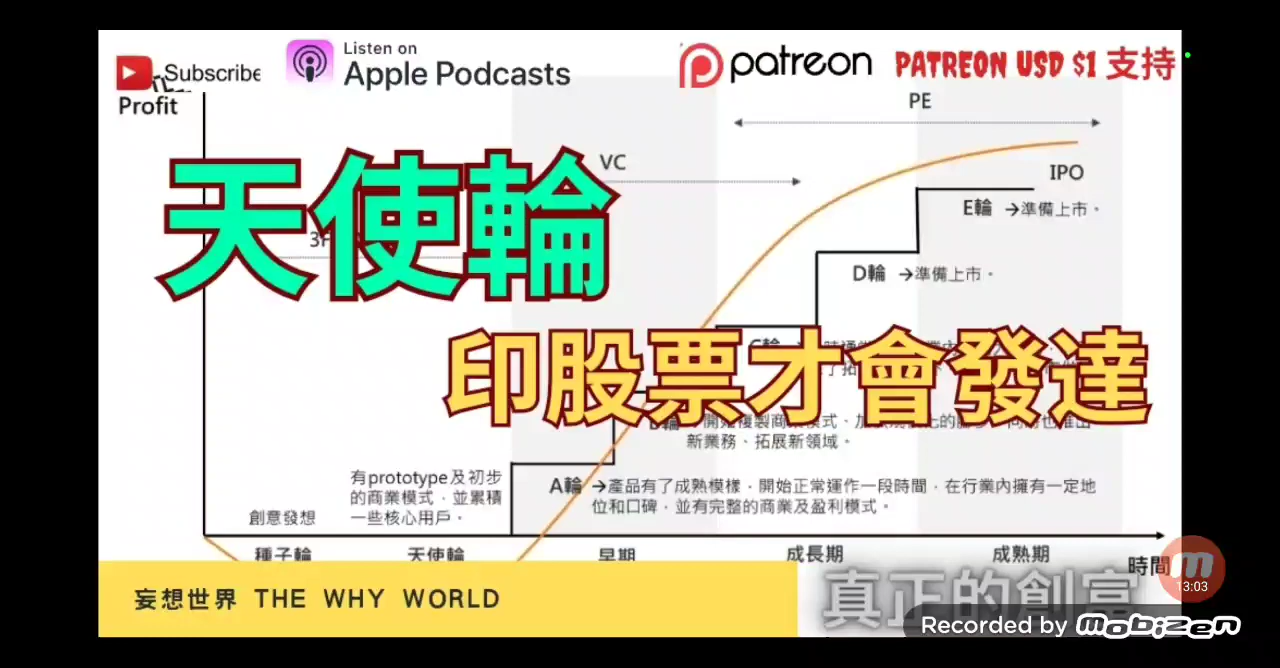 Subscribe
Listen on
Apple Podcasts
patreon
PATREON USD $1 支持
Profit
PE
VC
天使輪
IPO
E輪 →準備上市。
D輪 →準備上市。
印股票才會發達
新業務、拓展新領域。
有prototype及初步
的商業模式，並累積
一些核心用戶。
A輪 →產品有了成熟模樣，開始正常運作一段時間，在行業內擁有一定地
位和口碑，並有完整的商業及盈利模式。
創意發想
種子輪
天使輪
早期
成長期
成熟期
時間
妄想世界 THE WHY WORLD
真正的創富
13:03
Recorded by mobizen